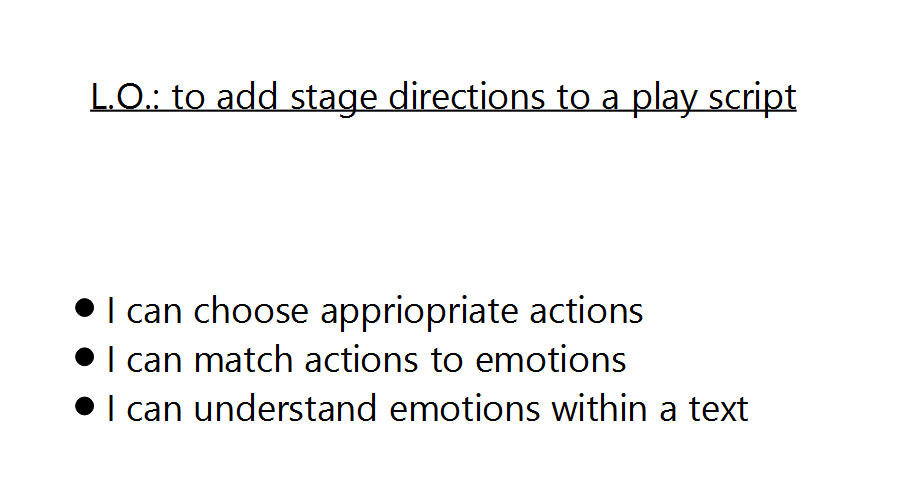 L.O.: to add stage directions to a play script
● I can choose appriopriate actions
● I can match actions to emotions
● I can understand emotions within a text